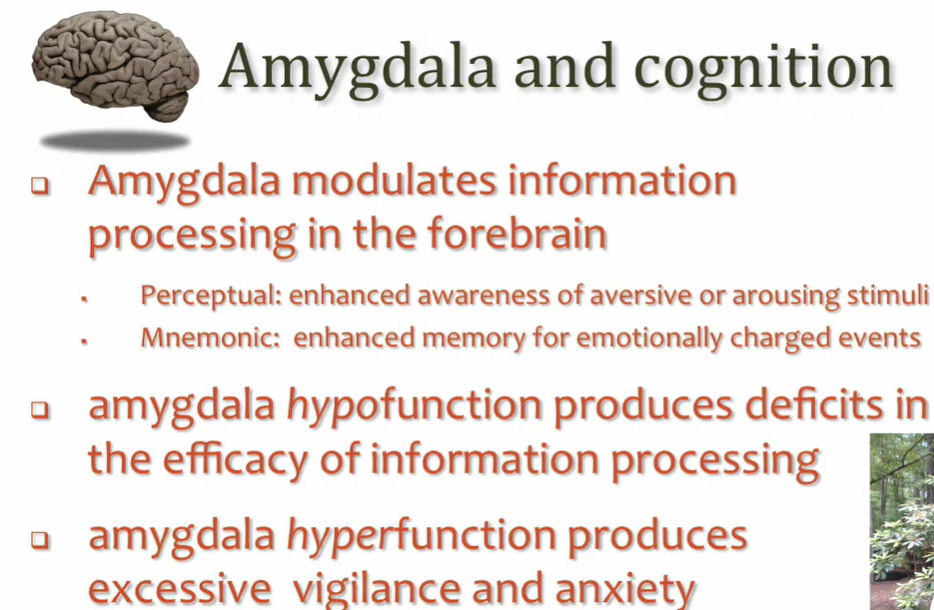 Amygdala and cognition
Amygdala modulates information
processing in the forebrain
Perceptual: enhanced awareness of aversive or arousing stimuli
Mnemonic:  enhanced memory for emotionally charged events
amygdala hypofunction produces deficits in
the efficacy of information processing
amygdala hyperfunction produces
excessive  vigilance and anxiety